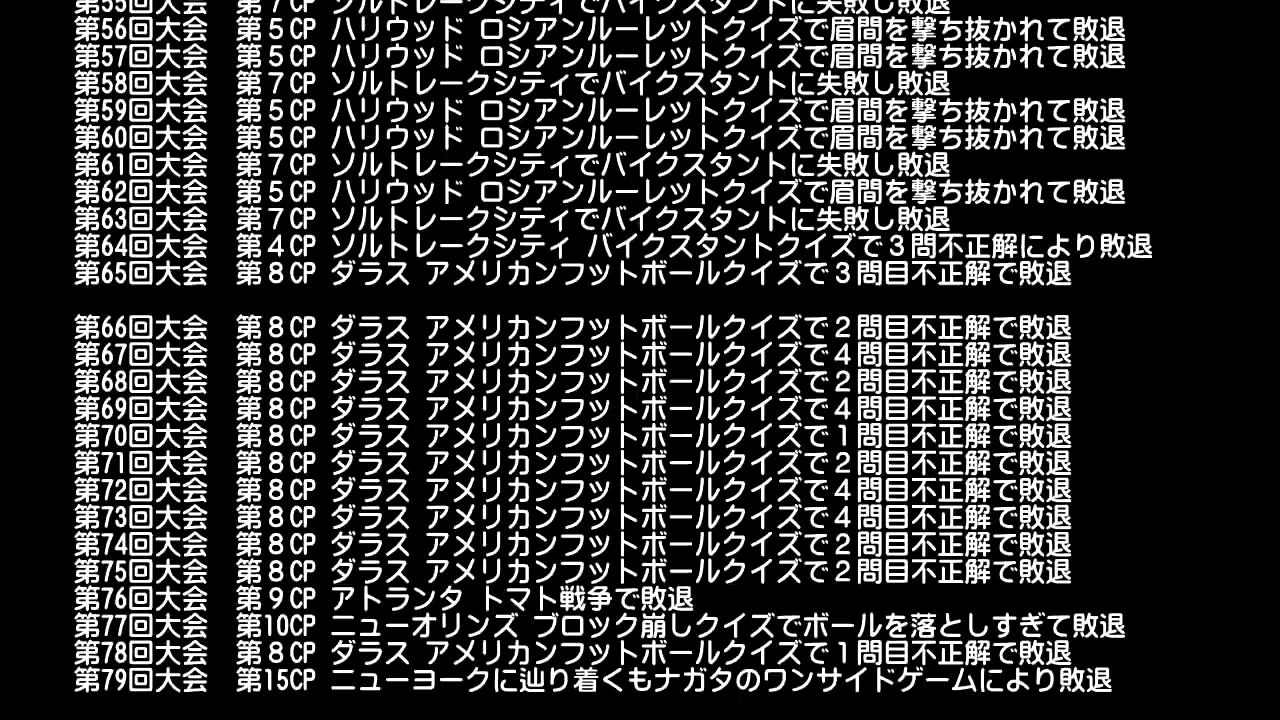 第55回大会　第７CP ソルトレークシティでバイクスタントに失敗し敗退
第56回大会　第５CP ハリウッド ロシアンルーレットクイズで眉間を撃ち抜かれて敗退
第57回大会　第５CP ハリウッド ロシアンルーレットクイズで眉間を撃ち抜かれて敗退
第58回大会　第７CP ソルトレークシティでバイクスタントに失敗し敗退
第59回大会　第５CP ハリウッド ロシアンルーレットクイズで眉間を撃ち抜かれて敗退
第60回大会　第５CP ハリウッド ロシアンルーレットクイズで眉間を撃ち抜かれて敗退
第61回大会　第７CP ソルトレークシティでバイクスタントに失敗し敗退
第62回大会　第５CP ハリウッド ロシアンルーレットクイズで眉間を撃ち抜かれて敗退
第63回大会　第７CP ソルトレークシティでバイクスタントに失敗し敗退
第64回大会　第４CP ソルトレークシティ バイクスタントクイズで３問不正解により敗退
第65回大会　第８CP ダラス アメリカンフットボールクイズで３問目不正解で敗退
第66回大会　第８CP ダラス アメリカンフットボールクイズで２問目不正解で敗退
第67回大会　第８CP ダラス アメリカンフットボールクイズで４問目不正解で敗退
第68回大会　第８CP ダラス アメリカンフットボールクイズで２問目不正解で敗退
第69回大会　第８CP ダラス アメリカンフットボールクイズで４問目不正解で敗退
第70回大会　第８CP ダラス アメリカンフットボールクイズで１問目不正解で敗退
第71回大会　第８CP ダラス アメリカンフットボールクイズで２問目不正解で敗退
第72回大会　第８CP ダラス アメリカンフットボールクイズで４問目不正解で敗退
第73回大会　第８CP ダラス アメリカンフットボールクイズで４問目不正解で敗退
第74回大会　第８CP ダラス アメリカンフットボールクイズで２問目不正解で敗退
第75回大会　第８CP ダラス アメリカンフットボールクイズで２問目不正解で敗退
第76回大会　第９CP アトランタ トマト戦争で敗退
第77回大会　第10CP ニューオリンズ ブロック崩しクイズでボールを落としすぎて敗退
第78回大会　第８CP ダラス アメリカンフットボールクイズで１問目不正解で敗退
第79回大会　第15CP ニューヨークに辿り着くもナガタのワンサイドゲームにより敗退